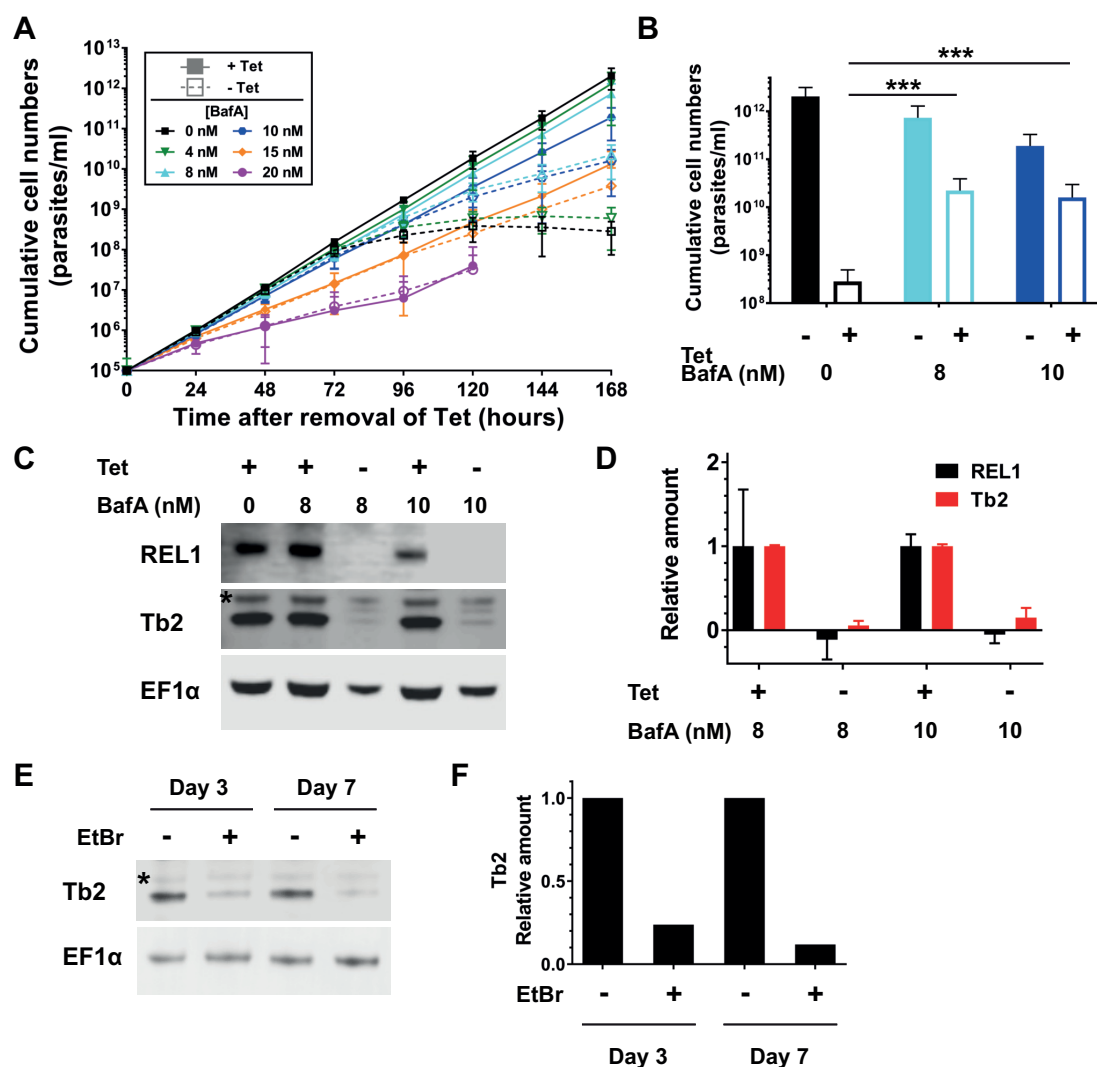 A
Cumulative cell numbers
(parasites/ml)
10^13
10^12
10^11
10^10
10^9
10^8
10^7
10^6
10^5
+ Tet
- Tet
[BafA]
0 nM 10 nM
4 nM 15 nM
8 nM 20 nM
0 24 48 72 96 120 144 168
Time after removal of Tet (hours)
B
Cumulative cell numbers
(parasites/ml)
***
***
10^12
10^11
10^10
10^9
10^8
- + - + - +
Tet
BafA (nM) 0 8 10
C
Tet + + - + -
BafA (nM) 0 8 8 10 10
REL1
*
Tb2
EF1α
D
Relative amount
2
1
0
REL1
Tb2
Tet + - + -
BafA (nM) 8 8 10 10
E
Day 3 Day 7
EtBr - + - +
*
Tb2
EF1α
F
Tb2
Relative amount
1.0
0.5
0.0
EtBr - + - +
Day 3 Day 7